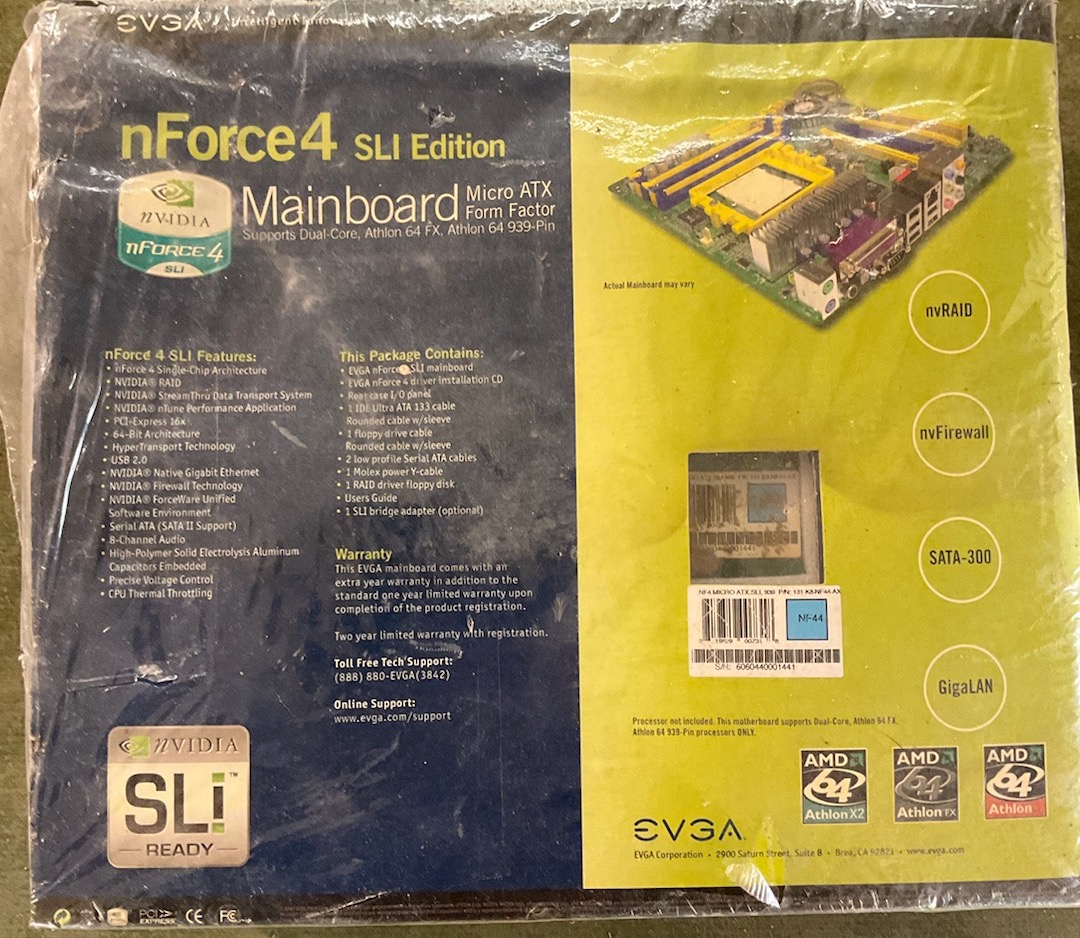 EVGA Intelligent Innovation
nForce4 SLI Edition
NVIDIA
nFORCE 4
SLI
Mainboard Micro ATX
Form Factor
Supports Dual-Core, Athlon 64 FX, Athlon 64 939-Pin
nForce 4 SLI Features:
• nForce 4 Single-Chip Architecture
• NVIDIA® RAID
• NVIDIA® StreamThru Data Transport System
• NVIDIA® nTune Performance Application
• PCI-Express 16x
• 64-Bit Architecture
• HyperTransport Technology
• USB 2.0
• NVIDIA® Native Gigabit Ethernet
• NVIDIA® Firewall Technology
• NVIDIA® ForceWare Unified
Software Environment
• Serial ATA (SATA II Support)
• 8-Channel Audio
• High-Polymer Solid Electrolysis Aluminum
Capacitors Embedded
• Precise Voltage Control
• CPU Thermal Throttling
This Package Contains:
• EVGA nForce SLI mainboard
• EVGA nForce 4 driver installation CD
• Rear case I/O panel
• 1 IDE Ultra ATA 133 cable
Rounded cable w/sleeve
• 1 floppy drive cable
Rounded cable w/sleeve
• 2 low profile Serial ATA cables
• 1 Molex power Y-cable
• 1 RAID driver floppy disk
• Users Guide
• 1 SLI bridge adapter (optional)
Warranty
This EVGA mainboard comes with an
extra year warranty in addition to the
standard one year limited warranty upon
completion of the product registration.
Two year limited warranty with registration.
Toll Free Tech Support:
(888) 880-EVGA(3842)
Online Support:
www.evga.com/support
NVIDIA
SLI™
READY
PCI
EXPRESS
CE FC
Actual Mainboard may vary
nvRAID
nvFirewall
SATA-300
GigaLAN
NF4 MICRO ATX,SLI, 939 P/N: 131-K8-NF44-AX
NF-44
S/N: 6060440001441
Processor not included. This motherboard supports Dual-Core, Athlon 64 FX,
Athlon 64 939-Pin processors ONLY.
AMD
64
Athlon X2
AMD
64
Athlon FX
AMD
64
Athlon
EVGA.
EVGA Corporation • 2900 Saturn Street, Suite B • Brea, CA 92821 • www.evga.com